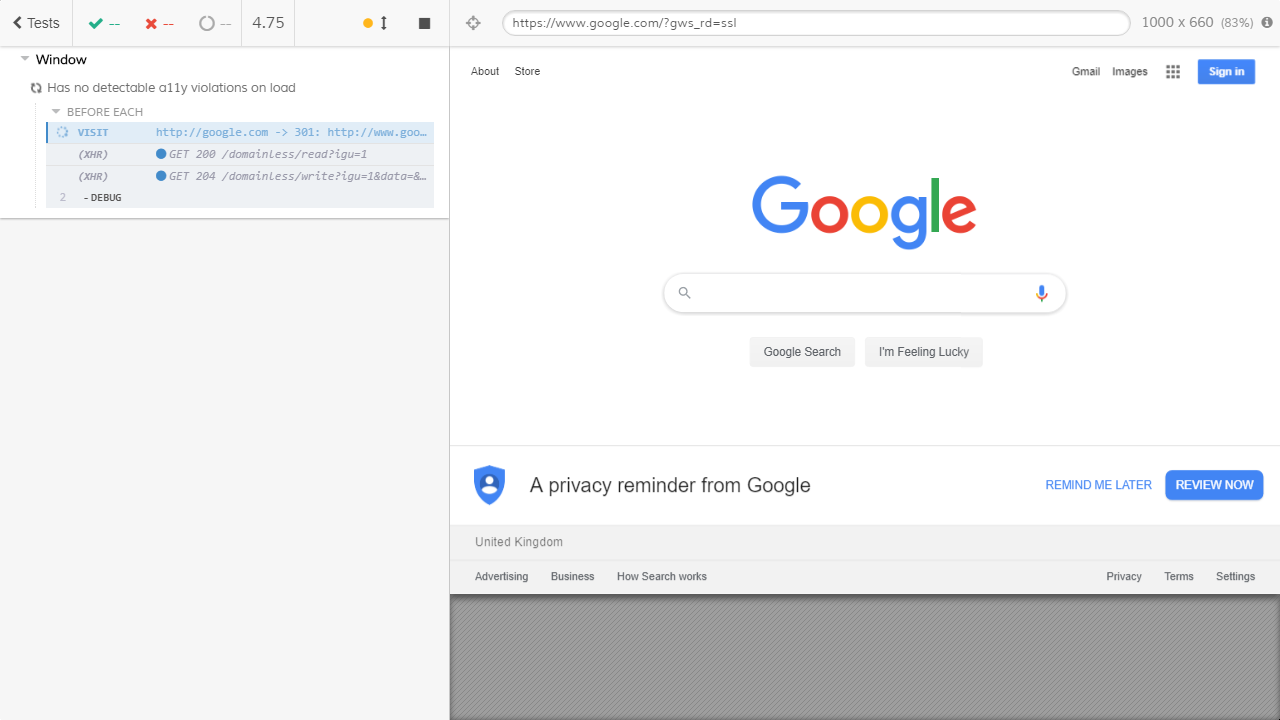 Tests -- -- -- 4.75
https://www.google.com/?gws_rd=ssl 1000 x 660 (83%)
Window
Has no detectable a11y violations on load
BEFORE EACH
VISIT http://google.com -> 301: http://www.goo…
(XHR) GET 200 /domainless/read?igu=1
(XHR) GET 204 /domainless/write?igu=1&data=&…
2 -DEBUG
About Store Gmail Images Sign in
Google
Google Search I'm Feeling Lucky
A privacy reminder from Google REMIND ME LATER REVIEW NOW
United Kingdom
Advertising Business How Search works Privacy Terms Settings